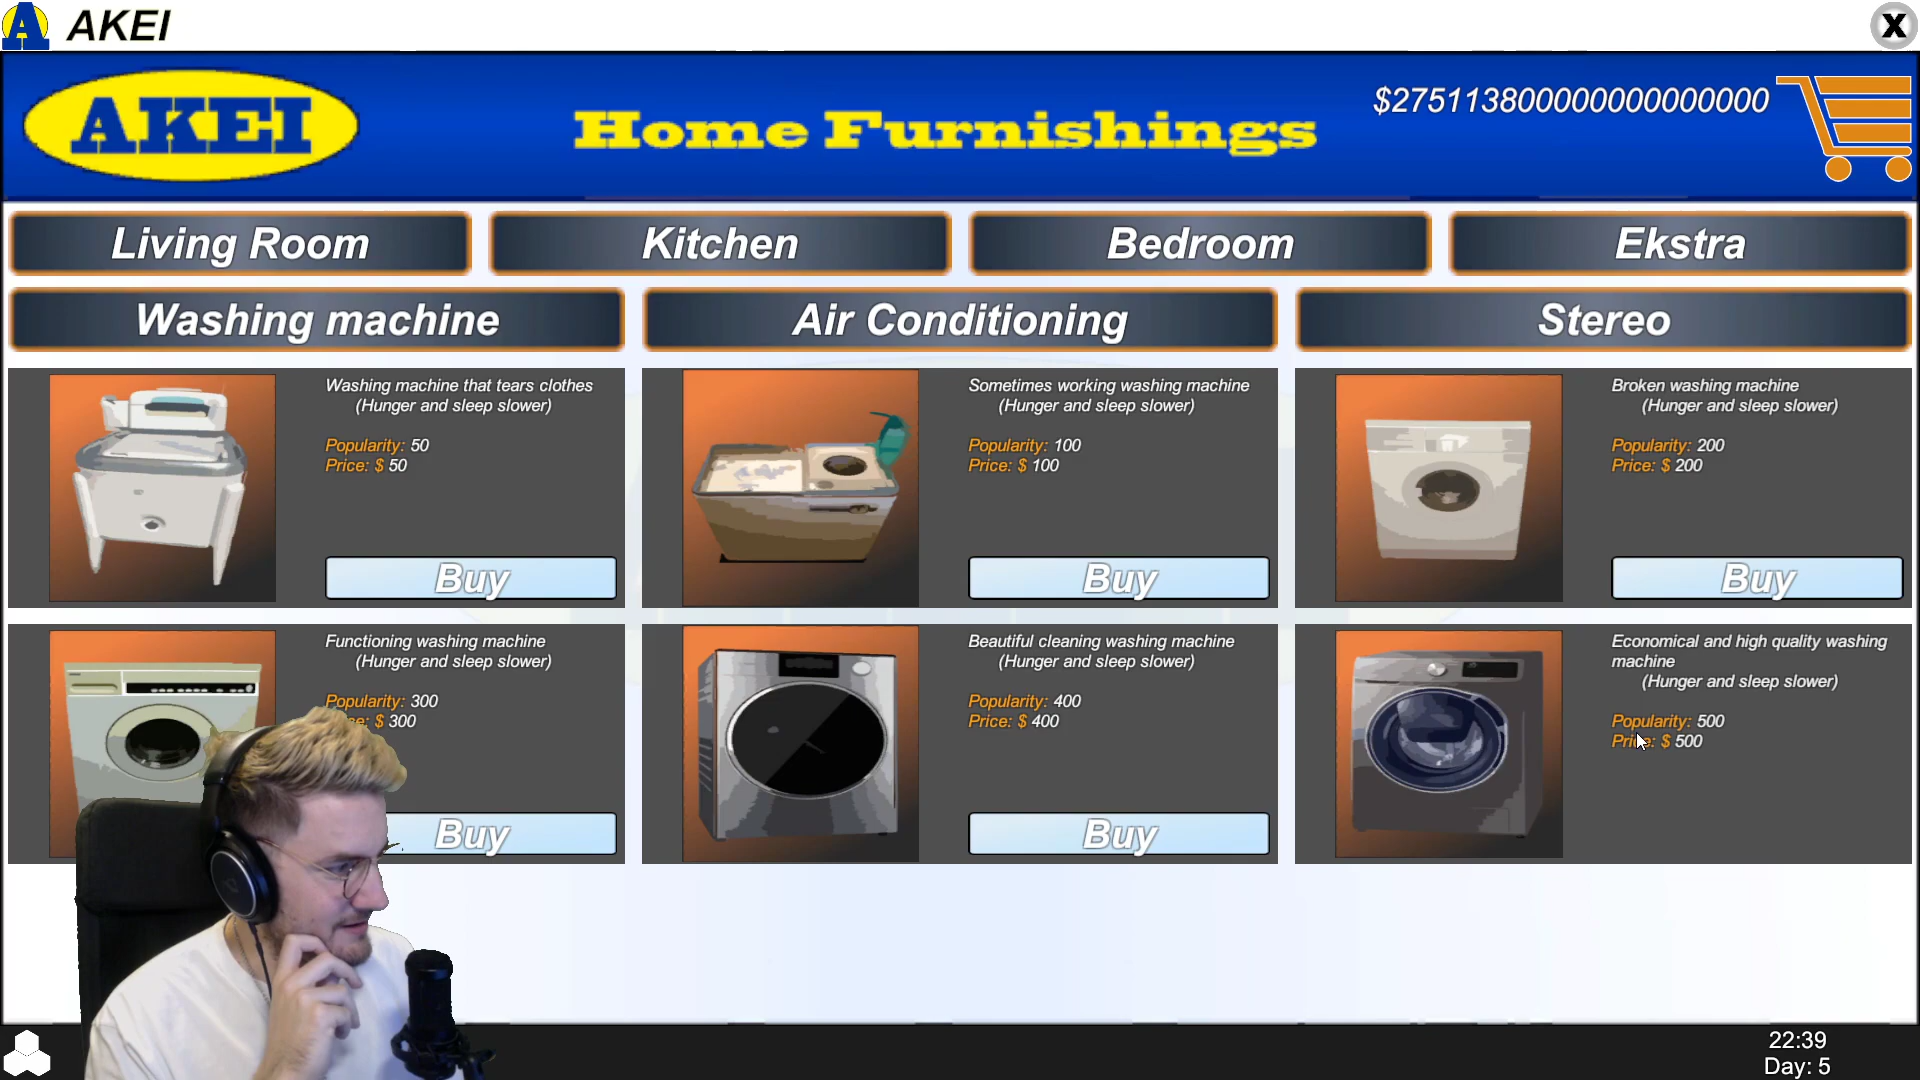 AKEI
X
AKEI
Home Furnishings
$275113800000000000000
Living Room
Kitchen
Bedroom
Ekstra
Washing machine
Air Conditioning
Stereo
Washing machine that tears clothes
(Hunger and sleep slower)
Popularity: 50
Price: $ 50
Buy
Sometimes working washing machine
(Hunger and sleep slower)
Popularity: 100
Price: $ 100
Buy
Broken washing machine
(Hunger and sleep slower)
Popularity: 200
Price: $ 200
Buy
Functioning washing machine
(Hunger and sleep slower)
Popularity: 300
$ 300
Buy
Beautiful cleaning washing machine
(Hunger and sleep slower)
Popularity: 400
Price: $ 400
Buy
Economical and high quality washing
machine
(Hunger and sleep slower)
Popularity: 500
Price: $ 500
22:39
Day: 5